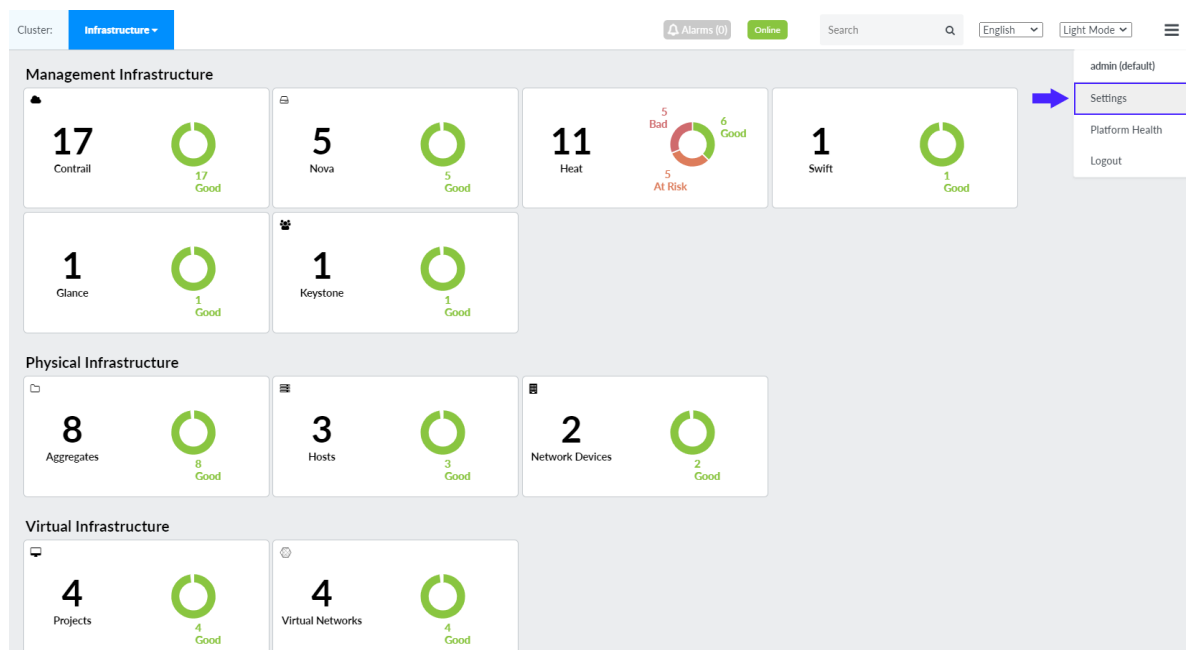 Cluster:
Infrastructure
Alarms (0)
Online
Search
English
Light Mode
admin (default)
Settings
Platform Health
Logout
Management Infrastructure
17
Contrail
17
Good
5
Nova
5
Good
11
Heat
5
Bad
6
Good
5
At Risk
1
Swift
1
Good
1
Glance
1
Good
1
Keystone
1
Good
Physical Infrastructure
8
Aggregates
8
Good
3
Hosts
3
Good
2
Network Devices
2
Good
Virtual Infrastructure
4
Projects
4
Good
4
Virtual Networks
4
Good